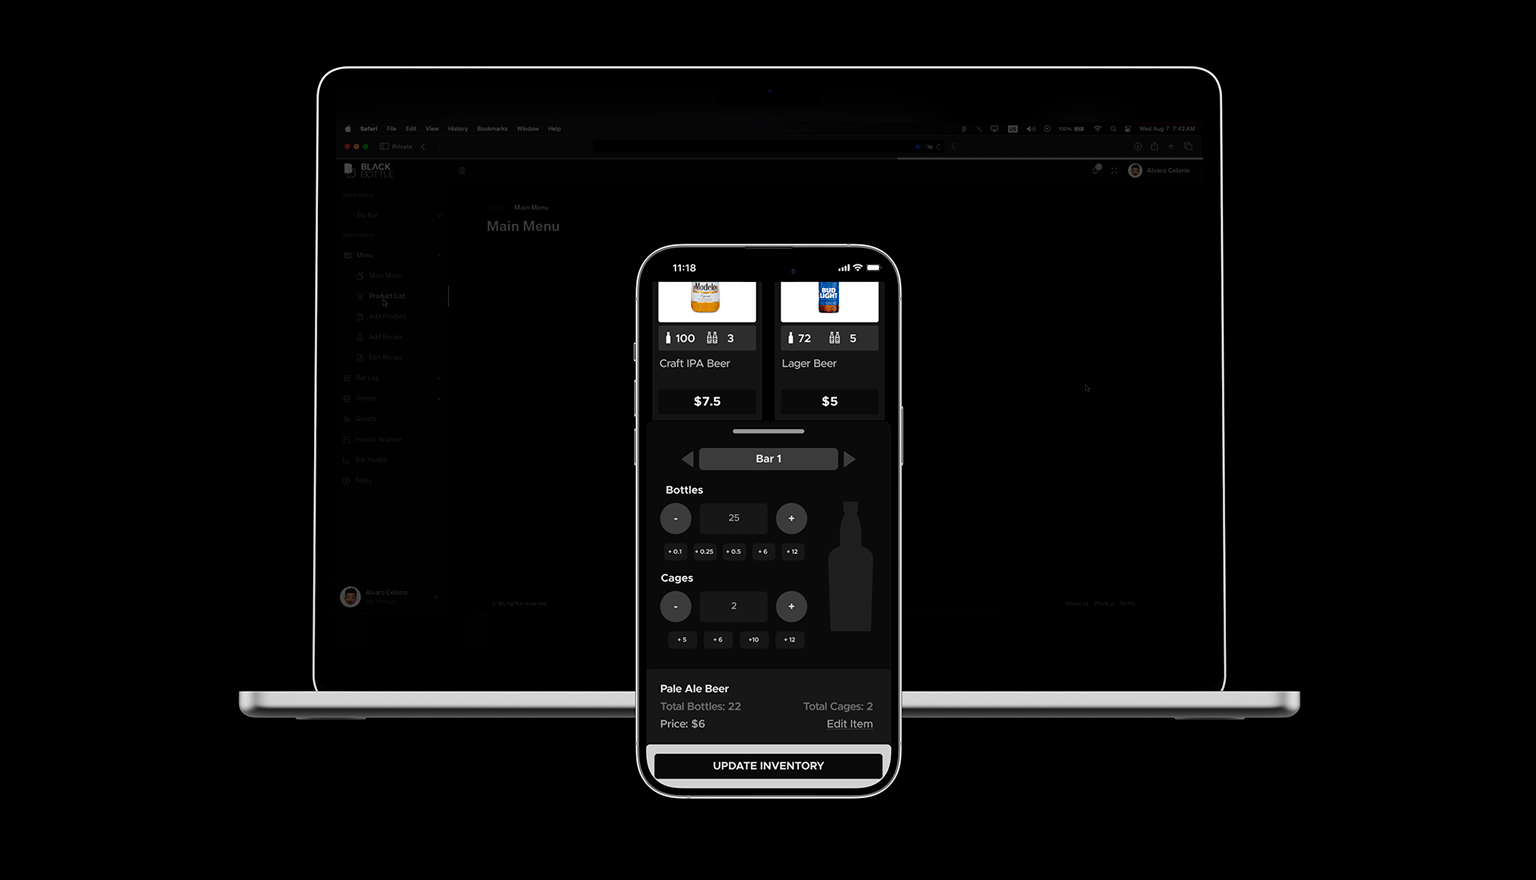 Safari File Edit View History Bookmarks Window Help
100% Wed Aug 7 7:42 AM
Private
BLACK
BOTTLE
Alvaro Celorio
My Bar
Main Menu
Main Menu
Menu
Main Menu
Product List
Add Product
Add Recipe
Edit Recipe
Bar Log
Orders
Guests
Invoice Scanner
Bar Health
Sales
Alvaro Celorio
© All rights reserved
About us Privacy Terms
11:18
Modelo
BUD
LIGHT
100 3
72 5
Craft IPA Beer
Lager Beer
$7.5
$5
Bar 1
Bottles
- 25 +
+ 0.1 + 0.25 + 0.5 + 6 + 12
Cages
- 2 +
+ 5 + 6 +10 + 12
Pale Ale Beer
Total Bottles: 22 Total Cages: 2
Price: $6 Edit Item
UPDATE INVENTORY